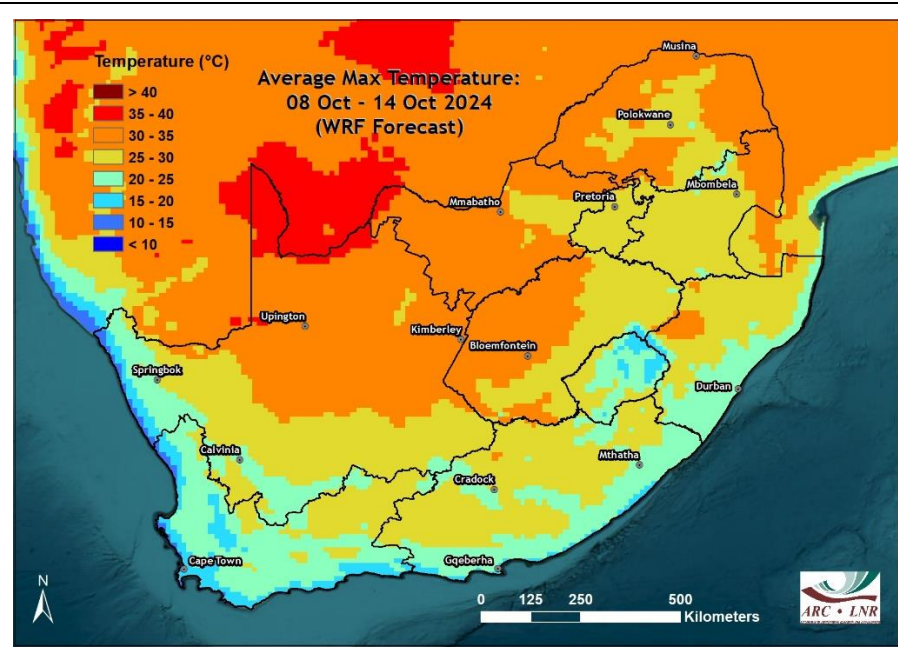 Temperature (°C)
> 40
35 - 40
30 - 35
25 - 30
20 - 25
15 - 20
10 - 15
< 10
Average Max Temperature:
08 Oct - 14 Oct 2024
(WRF Forecast)
Musina
Polokwane
Mbombela
Pretoria
Mmabatho
Upington
Kimberley
Bloemfontein
Springbok
Durban
Calvinia
Mthatha
Cradock
Cape Town
Gqeberha
N
0 125 250 500
Kilometers
ARC • LNR